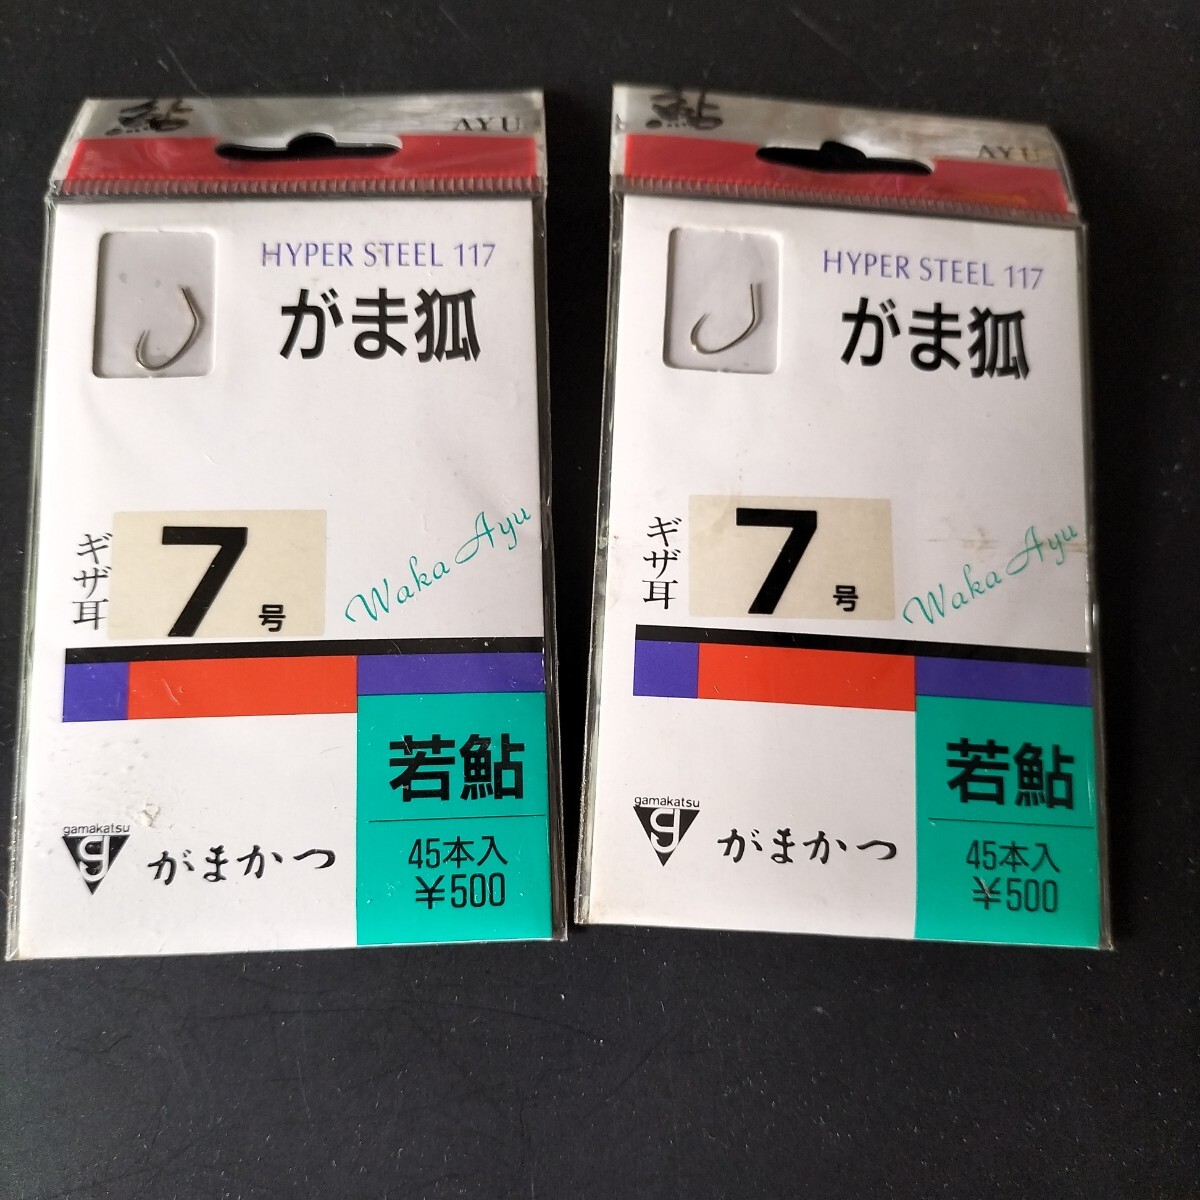 鮎
AYU
HYPER STEEL 117
がま狐
ギザ耳
7号
Waka Ayu
若鮎
45本入
¥500
gamakatsu
g
がまかつ
鮎
AYU
HYPER STEEL 117
がま狐
ギザ耳
7号
Waka Ayu
若鮎
45本入
¥500
gamakatsu
g
がまかつ